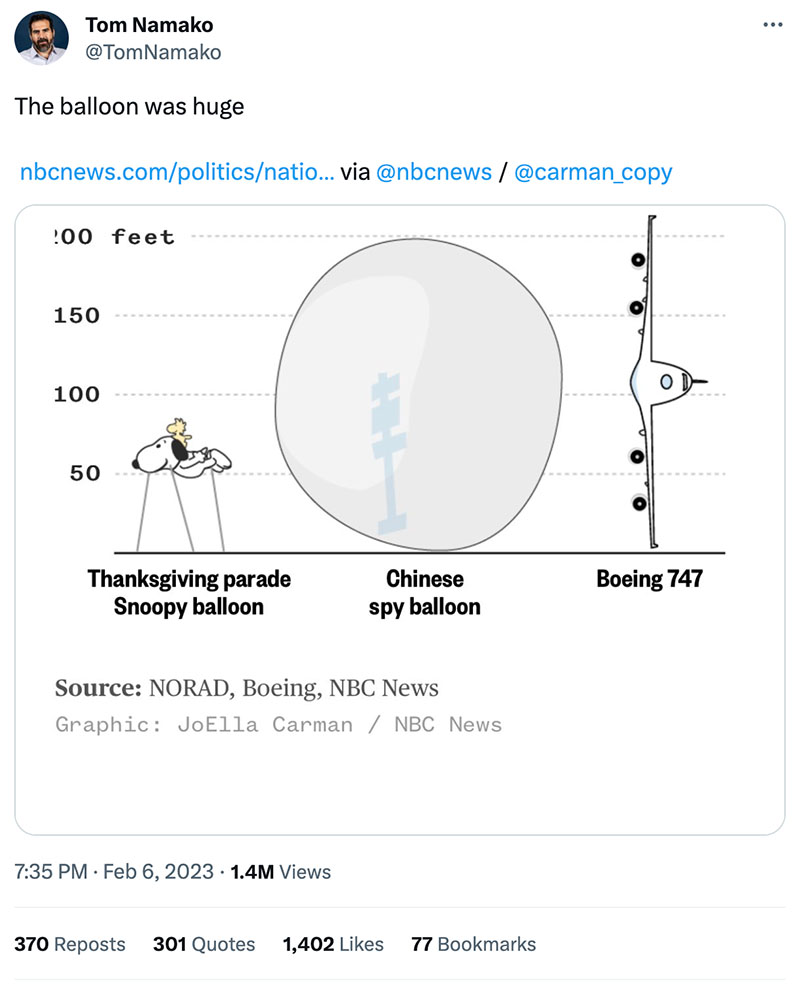 Tom Namako
@TomNamako
The balloon was huge
nbcnews.com/politics/natio... via @nbcnews / @carman_copy
200 feet
150
100
50
Thanksgiving parade
Snoopy balloon
Chinese
spy balloon
Boeing 747
Source: NORAD, Boeing, NBC News
Graphic: JoElla Carman / NBC News
7:35 PM · Feb 6, 2023 · 1.4M Views
370 Reposts 301 Quotes 1,402 Likes 77 Bookmarks